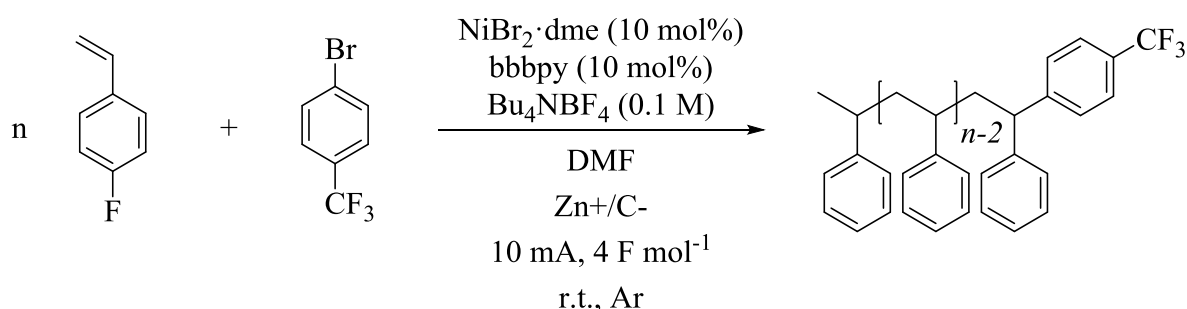 n
F
+
Br
CF₃
NiBr₂·dme (10 mol%)
bbbpy (10 mol%)
Bu₄NBF₄ (0.1 M)
DMF
Zn+/C-
10 mA, 4 F mol⁻¹
r.t., Ar
n-2
CF₃